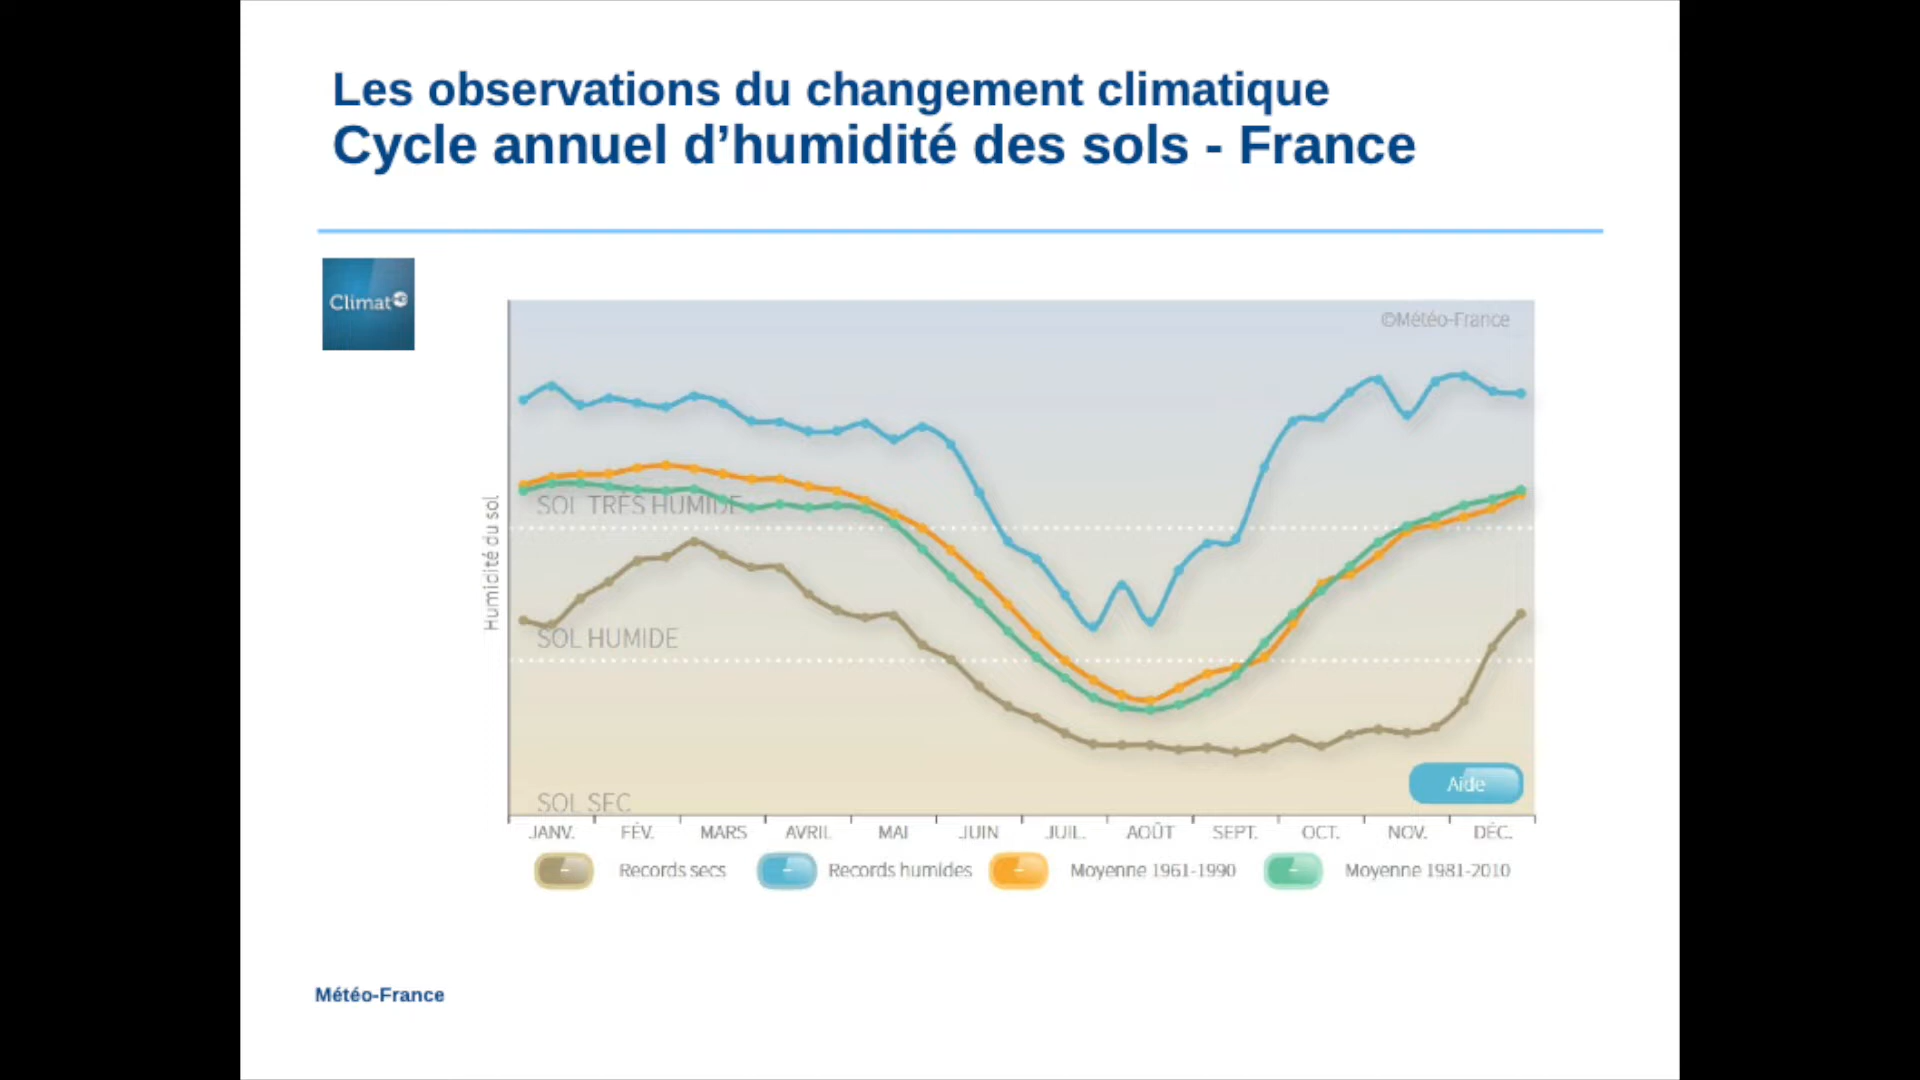 Les observations du changement climatique
Cycle annuel d’humidité des sols - France
Climat HD
©Météo-France
Humidité du sol
SOL TRÈS HUMIDE
SOL HUMIDE
SOL SEC
Aide
JANV. FÉV. MARS AVRIL MAI JUIN JUIL. AOÛT SEPT. OCT. NOV. DÉC.
Records secs Records humides Moyenne 1961-1990 Moyenne 1981-2010
Météo-France